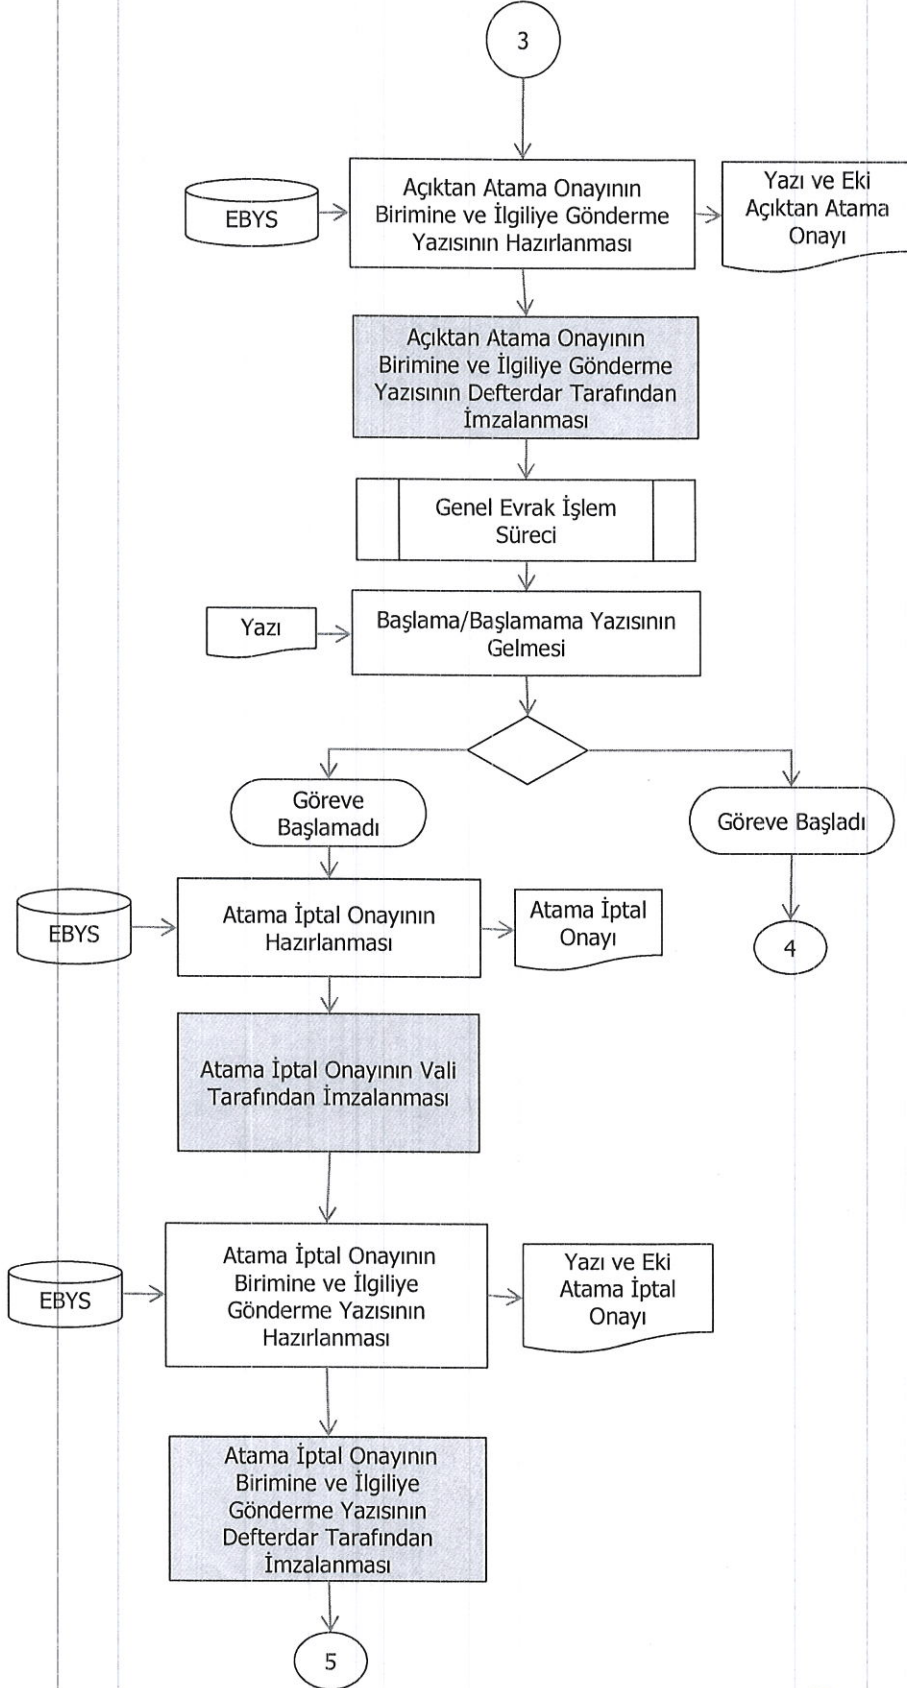 3
EBYS
Açıktan Atama Onayının
Birimine ve İlgiliye Gönderme
Yazısının Hazırlanması
Yazı ve Eki
Açıktan Atama
Onayı
Açıktan Atama Onayının
Birimine ve İlgiliye Gönderme
Yazısının Defterdar Tarafından
İmzalanması
Genel Evrak İşlem
Süreci
Yazı
Başlama/Başlamama Yazısının
Gelmesi
Göreve
Başlamadı
Göreve Başladı
EBYS
Atama İptal Onayının
Hazırlanması
Atama İptal
Onayı
4
Atama İptal Onayının Vali
Tarafından İmzalanması
EBYS
Atama İptal Onayının
Birimine ve İlgiliye
Gönderme Yazısının
Hazırlanması
Yazı ve Eki
Atama İptal
Onayı
Atama İptal Onayının
Birimine ve İlgiliye
Gönderme Yazısının
Defterdar Tarafından
İmzalanması
5